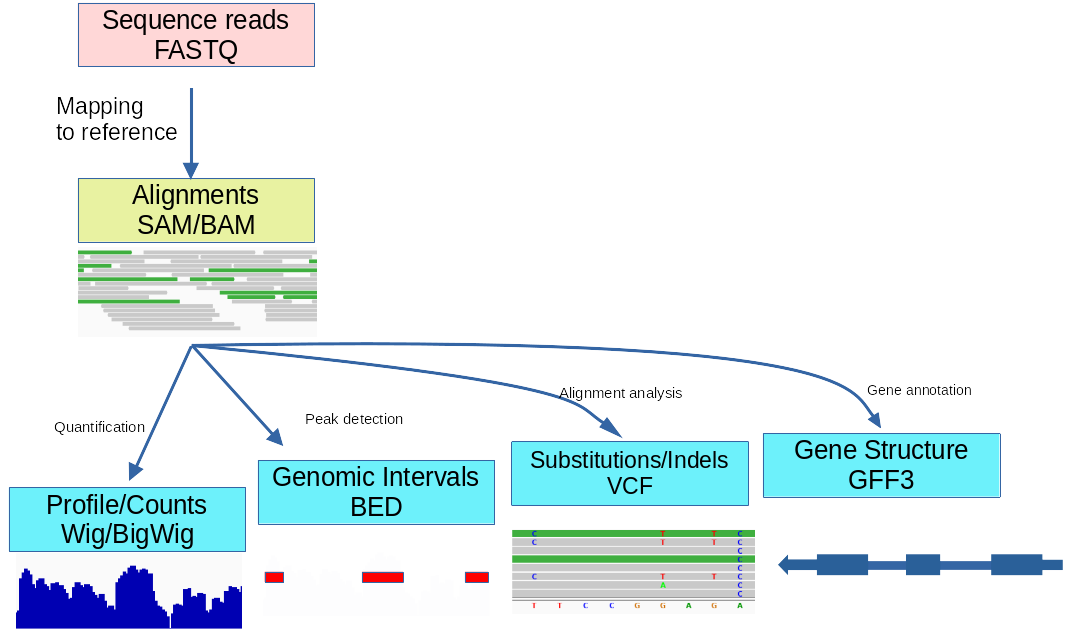 Sequence reads
FASTQ
Mapping
to reference
Alignments
SAM/BAM
Quantification
Peak detection
Alignment analysis
Gene annotation
Profile/Counts
Wig/BigWig
Genomic Intervals
BED
Substitutions/Indels
VCF
Gene Structure
GFF3
C T T C
C T T C
C
C
C
C T T C
A C
C
T T C C G G A G A